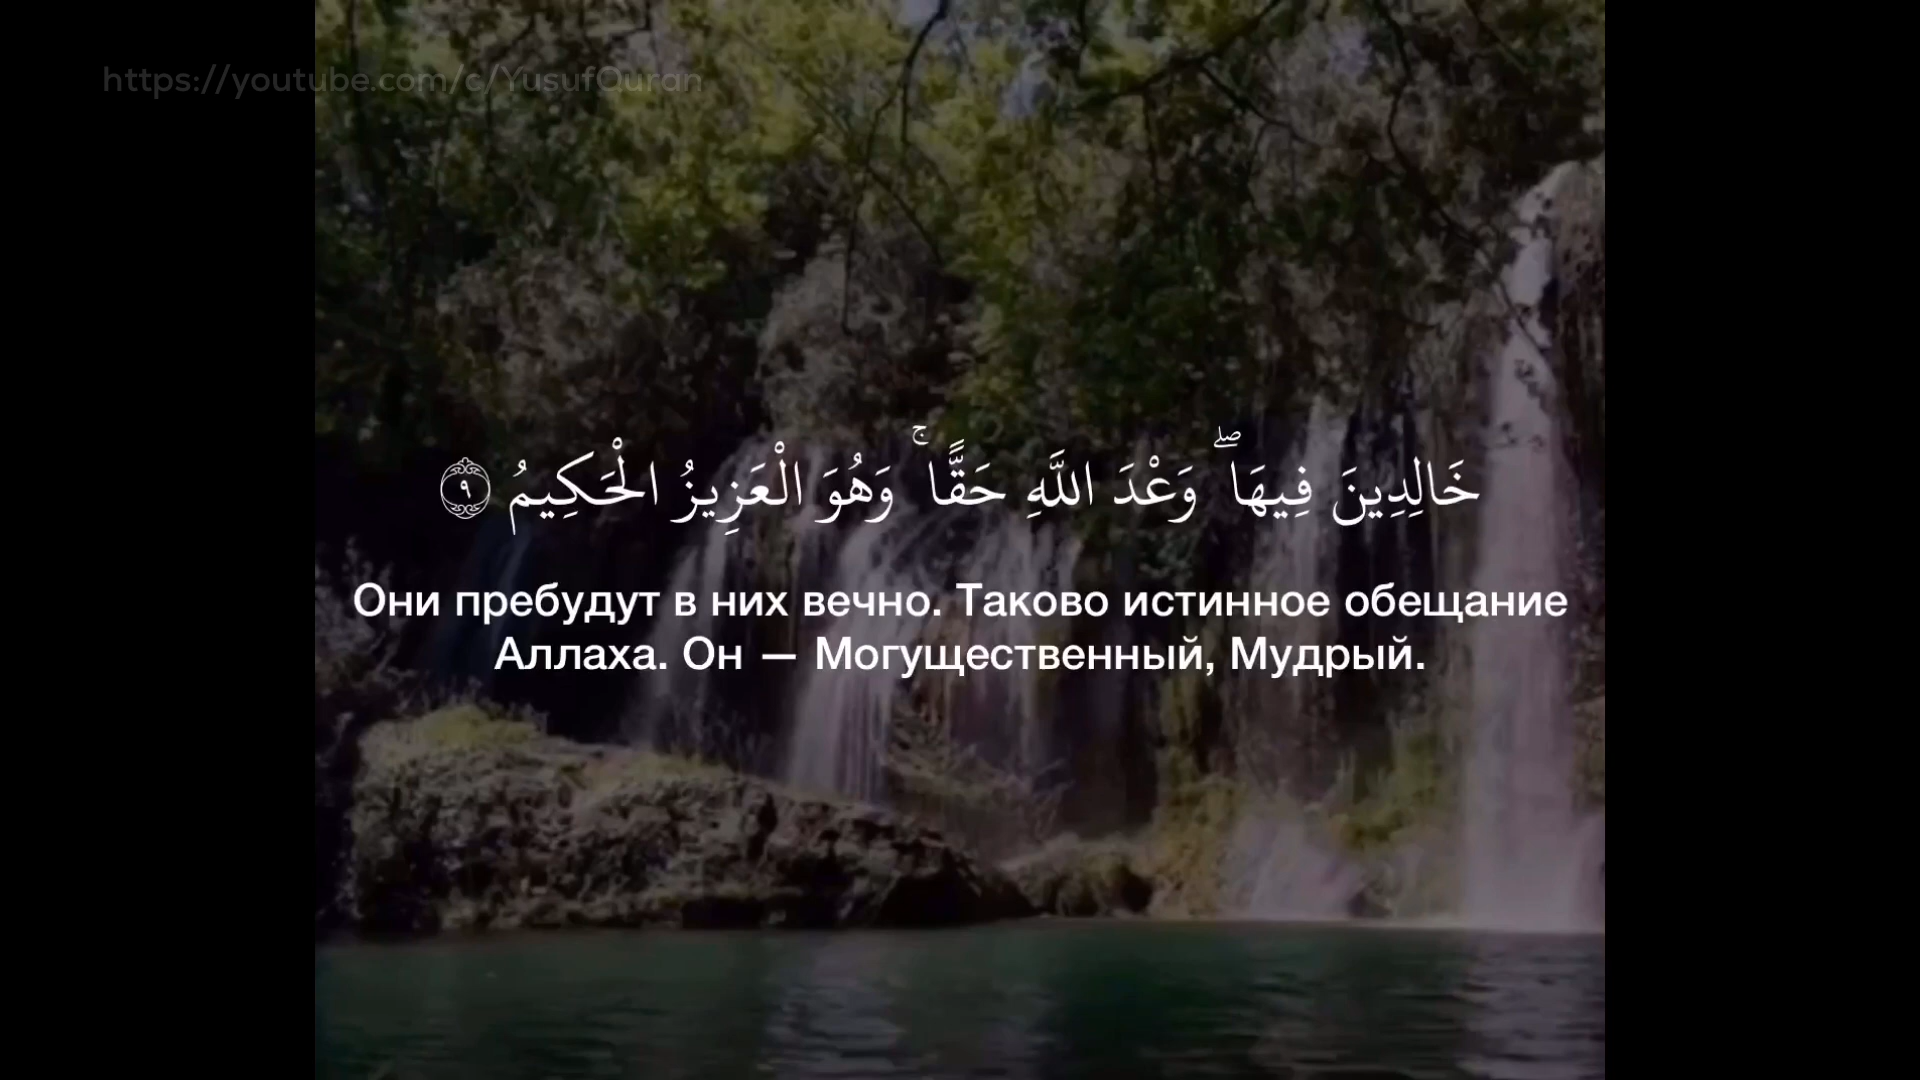 https://youtube.com/c/YusufQuran
خَالِدِينَ فِيهَا ۖ وَعْدَ اللَّهِ حَقًّا ۚ وَهُوَ الْعَزِيزُ الْحَكِيمُ ۝٩
Они пребудут в них вечно. Таково истинное обещание
Аллаха. Он — Могущественный, Мудрый.